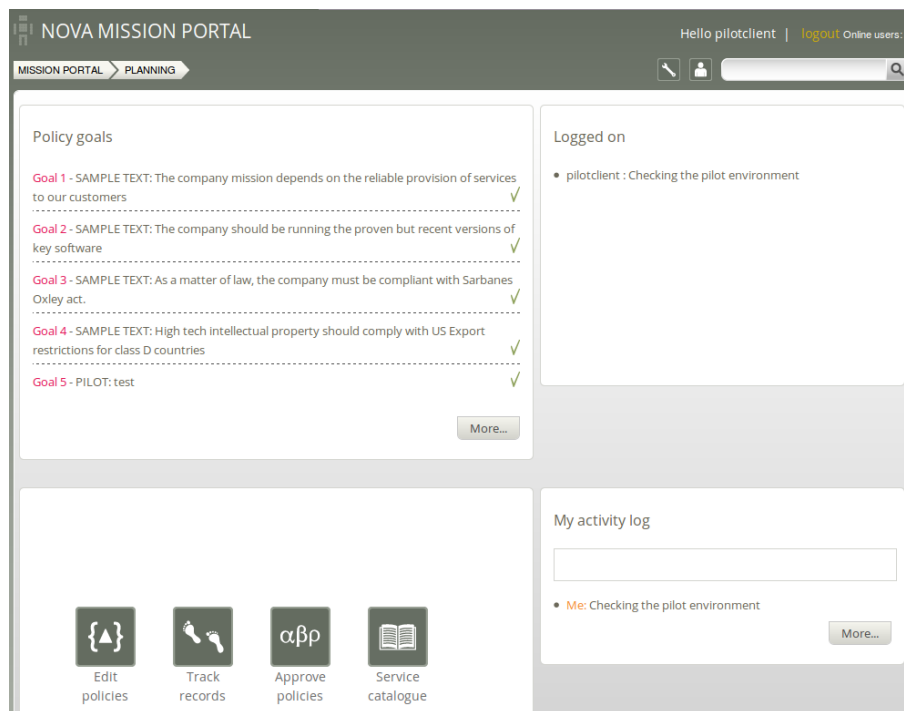 NOVA MISSION PORTAL
Hello pilotclient | logout Online users:
MISSION PORTAL PLANNING
Policy goals
Goal 1 - SAMPLE TEXT: The company mission depends on the reliable provision of services
to our customers
Goal 2 - SAMPLE TEXT: The company should be running the proven but recent versions of
key software
Goal 3 - SAMPLE TEXT: As a matter of law, the company must be compliant with Sarbanes
Oxley act.
Goal 4 - SAMPLE TEXT: High tech intellectual property should comply with US Export
restrictions for class D countries
Goal 5 - PILOT: test
More...
Logged on
pilotclient : Checking the pilot environment
My activity log
Me: Checking the pilot environment
More...
αβρ
Edit
policies
Track
records
Approve
policies
Service
catalogue